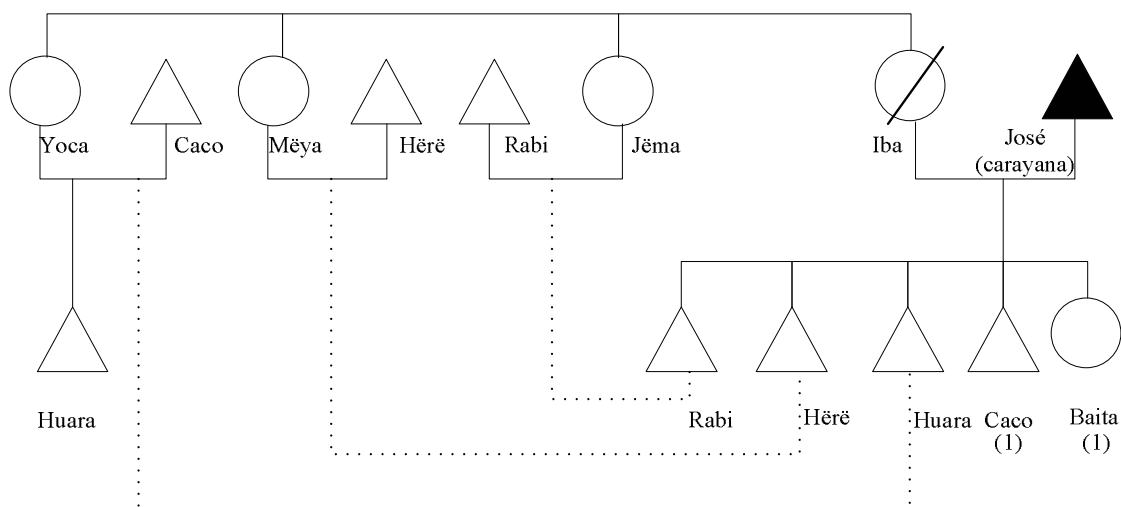 Yoca Caco Mëya Hërë Rabi Jëma Iba José
(carayana)
Huara Rabi Hërë Huara Caco Baita
(1) (1)